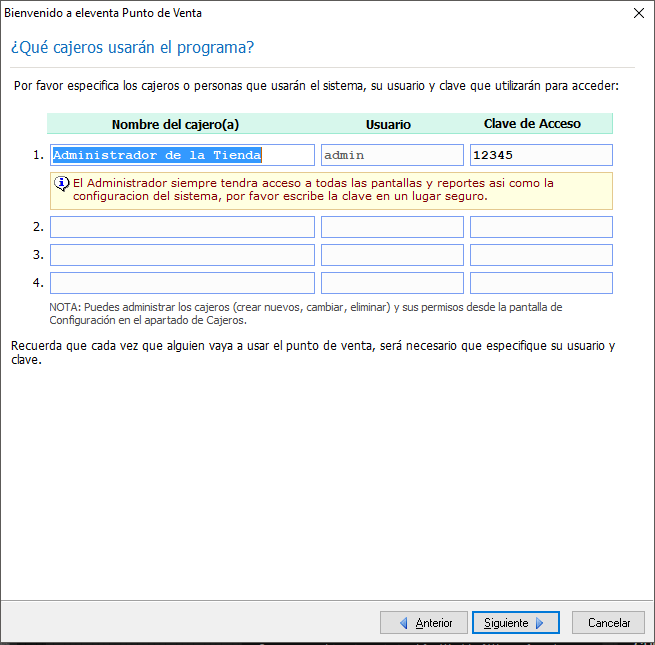 Bienvenido a eleventa Punto de Venta
¿Qué cajeros usarán el programa?
Por favor especifica los cajeros o personas que usarán el sistema, su usuario y clave que utilizarán para acceder:
Nombre del cajero(a) Usuario Clave de Acceso
1. Administrador de la Tienda admin 12345
El Administrador siempre tendra acceso a todas las pantallas y reportes asi como la
configuracion del sistema, por favor escribe la clave en un lugar seguro.
2.
3.
4.
NOTA: Puedes administrar los cajeros (crear nuevos, cambiar, eliminar) y sus permisos desde la pantalla de
Configuración en el apartado de Cajeros.
Recuerda que cada vez que alguien vaya a usar el punto de venta, será necesario que especifique su usuario y
clave.
Anterior Siguiente Cancelar